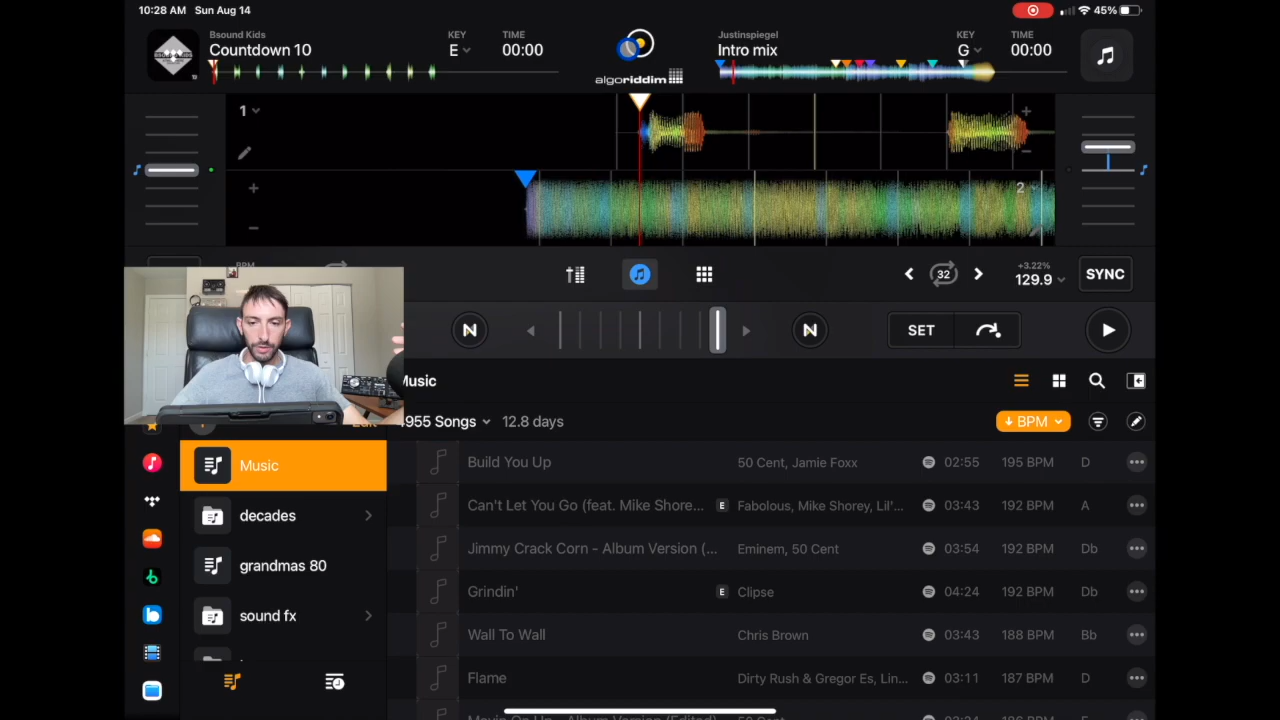 10:28 AM Sun Aug 14
45%
Bsound Kids
Countdown 10
KEY
E
TIME
00:00
algoriddim
Justinspiegel
Intro mix
KEY
G
TIME
00:00
1
+
−
+
−
2
BPM
32
+3.22%
129.9
SYNC
SET
Music
4955 Songs
12.8 days
BPM
Edit
Music
decades
grandmas 80
sound fx
Build You Up 50 Cent, Jamie Foxx 02:55 195 BPM D
Can't Let You Go (feat. Mike Shore... E Fabolous, Mike Shorey, Lil'... 03:43 192 BPM A
Jimmy Crack Corn - Album Version (... Eminem, 50 Cent 03:54 192 BPM Db
Grindin' E Clipse 04:24 192 BPM Db
Wall To Wall Chris Brown 03:43 188 BPM Bb
Flame Dirty Rush & Gregor Es, Lin... 03:11 187 BPM D